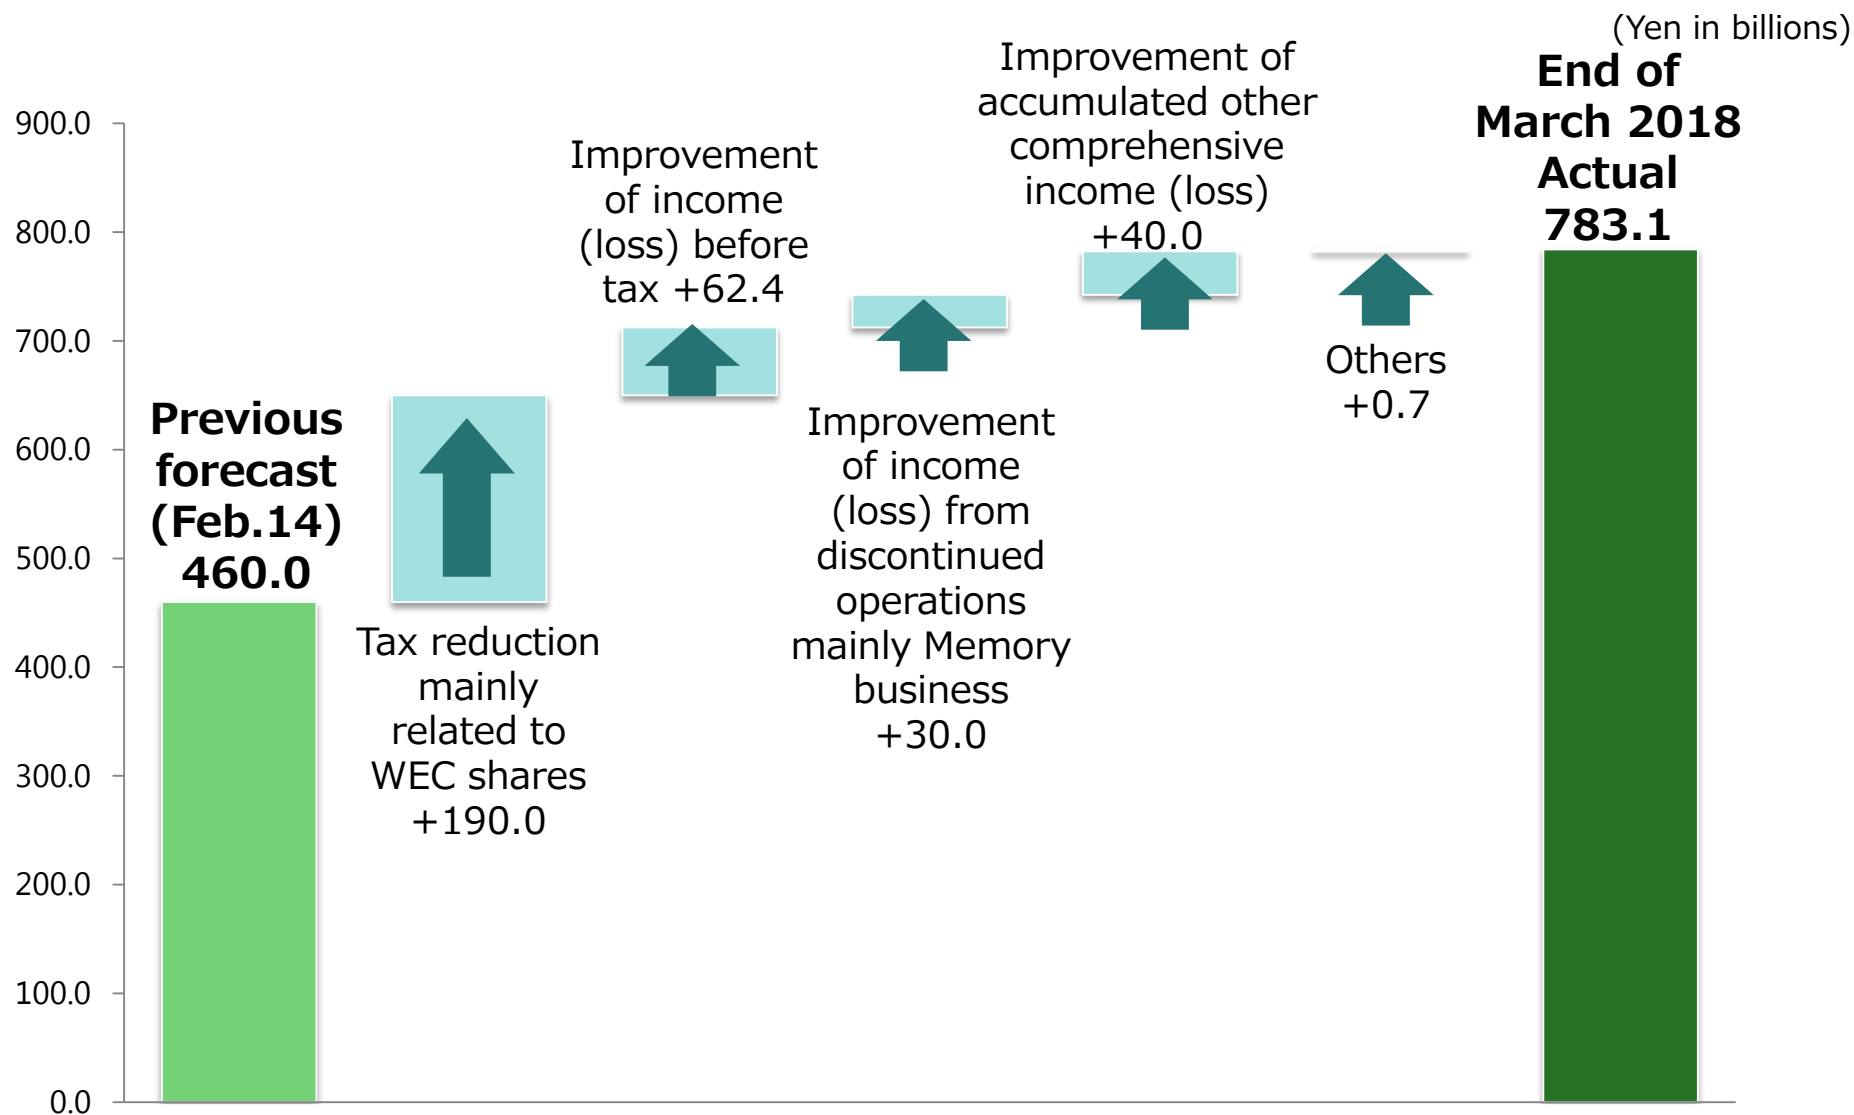 (Yen in billions)
900.0
800.0
700.0
600.0
500.0
400.0
300.0
200.0
100.0
0.0
Previous
forecast
(Feb.14)
460.0
Tax reduction
mainly
related to
WEC shares
+190.0
Improvement
of income
(loss) before
tax +62.4
Improvement
of income
(loss) from
discontinued
operations
mainly Memory
business
+30.0
Improvement of
accumulated other
comprehensive
income (loss)
+40.0
Others
+0.7
End of
March 2018
Actual
783.1